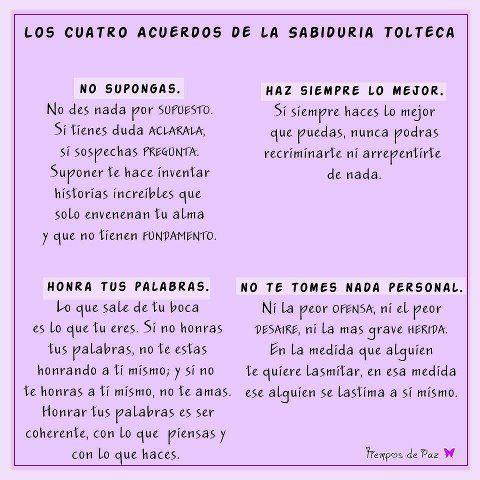 LOS CUATRO ACUERDOS DE LA SABIDURIA TOLTECA
NO SUPONGAS.
No des nada por SUPUESTO.
Si tienes duda ACLARALA,
si sospechas PREGUNTA.
Suponer te hace inventar
historias increíbles que
solo envenenan tu alma
y que no tienen FUNDAMENTO.
HAZ SIEMPRE LO MEJOR.
Si siempre haces lo mejor
que puedas, nunca podras
recriminarte ni arrepentirte
de nada.
HONRA TUS PALABRAS.
Lo que sale de tu boca
es lo que tu eres. Si no honras
tus palabras, no te estas
honrando a ti mismo; y si no
te honras a ti mismo, no te amas.
Honrar tus palabras es ser
coherente, con lo que piensas y
con lo que haces.
NO TE TOMES NADA PERSONAL.
Ni la peor OFENSA, ni el peor
DESAIRE, ni la mas grave HERIDA.
En la medida que alguien
te quiere lasmitar, en esa medida
ese alguien se lastima a si mismo.
Tiempos de Paz